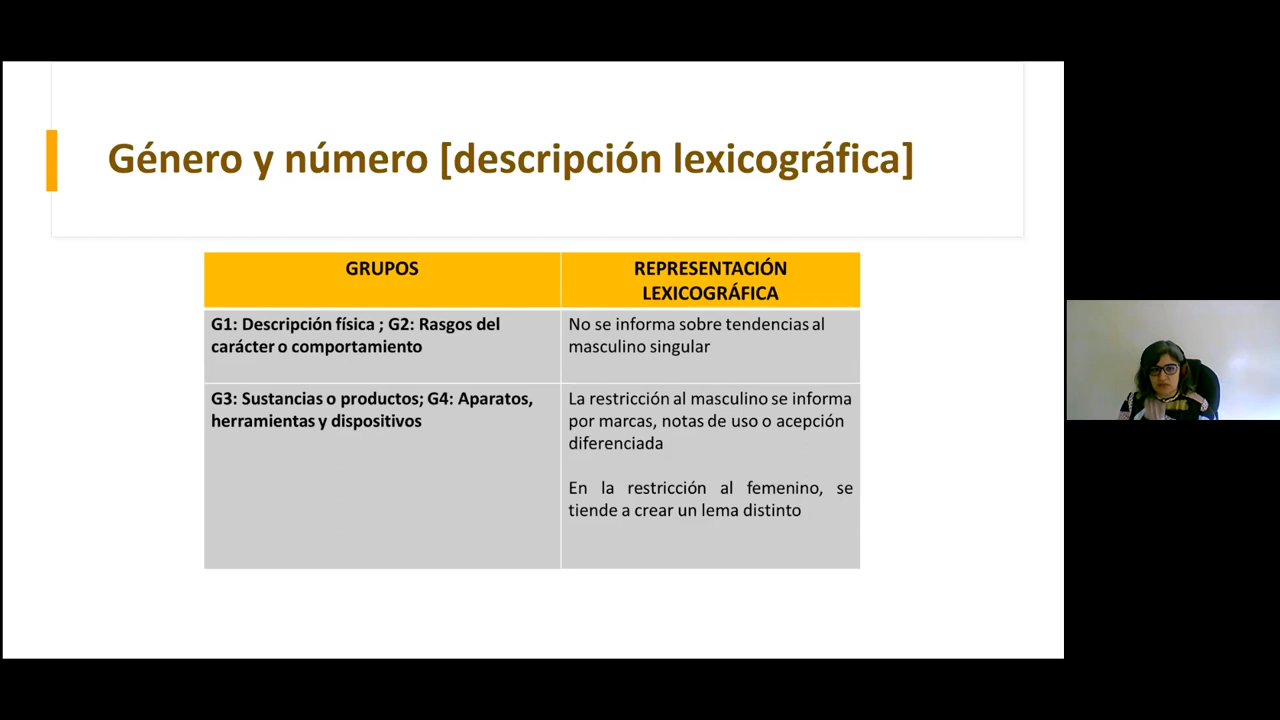 Género y número [descripción lexicográfica]
GRUPOS
REPRESENTACIÓN
LEXICOGRÁFICA
G1: Descripción física ; G2: Rasgos del
carácter o comportamiento
No se informa sobre tendencias al
masculino singular
G3: Sustancias o productos; G4: Aparatos,
herramientas y dispositivos
La restricción al masculino se informa
por marcas, notas de uso o acepción
diferenciada
En la restricción al femenino, se
tiende a crear un lema distinto